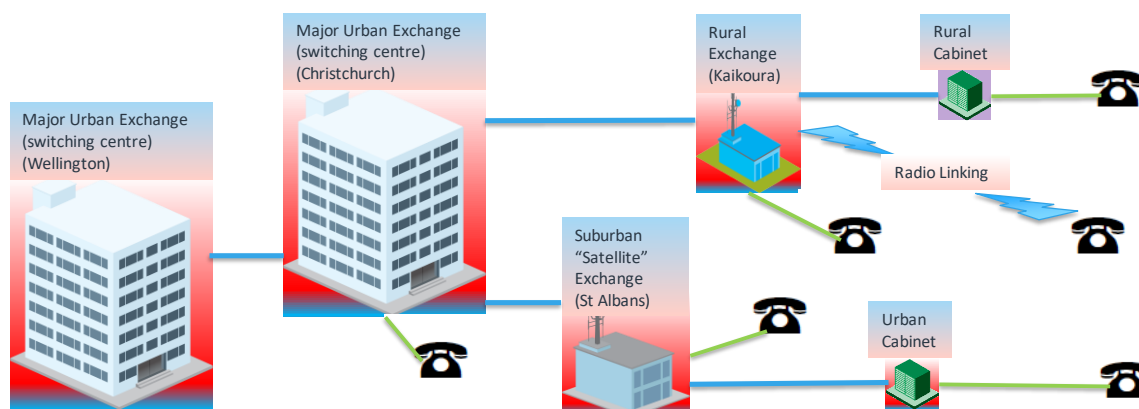 Major Urban Exchange
(switching centre)
(Wellington)
Major Urban Exchange
(switching centre)
(Christchurch)
Rural
Exchange
(Kaikoura)
Rural
Cabinet
Radio Linking
Suburban
“Satellite”
Exchange
(St Albans)
Urban
Cabinet